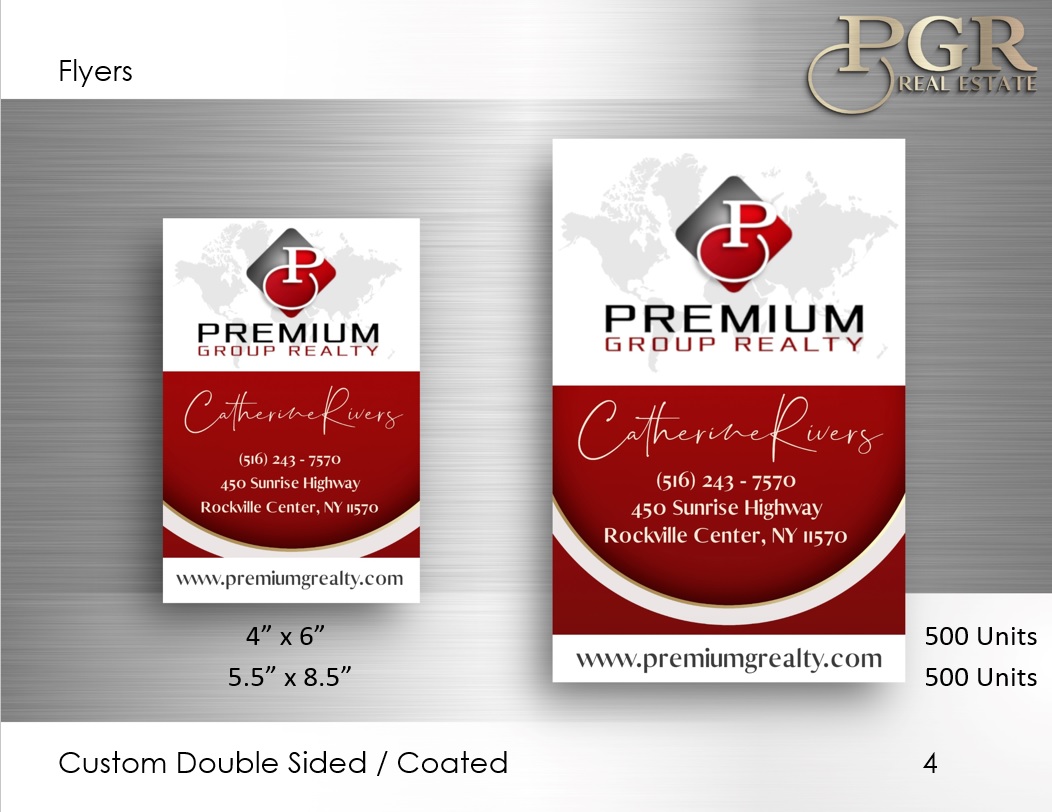 Flyers
PGR
REAL ESTATE
P
PREMIUM
GROUP REALTY
Catherine Rivers
(516) 243 - 7570
450 Sunrise Highway
Rockville Center, NY 11570
www.premiumgrealty.com
P
PREMIUM
GROUP REALTY
Catherine Rivers
(516) 243 - 7570
450 Sunrise Highway
Rockville Center, NY 11570
www.premiumgrealty.com
4” x 6”
500 Units
5.5” x 8.5”
500 Units
Custom Double Sided / Coated
4